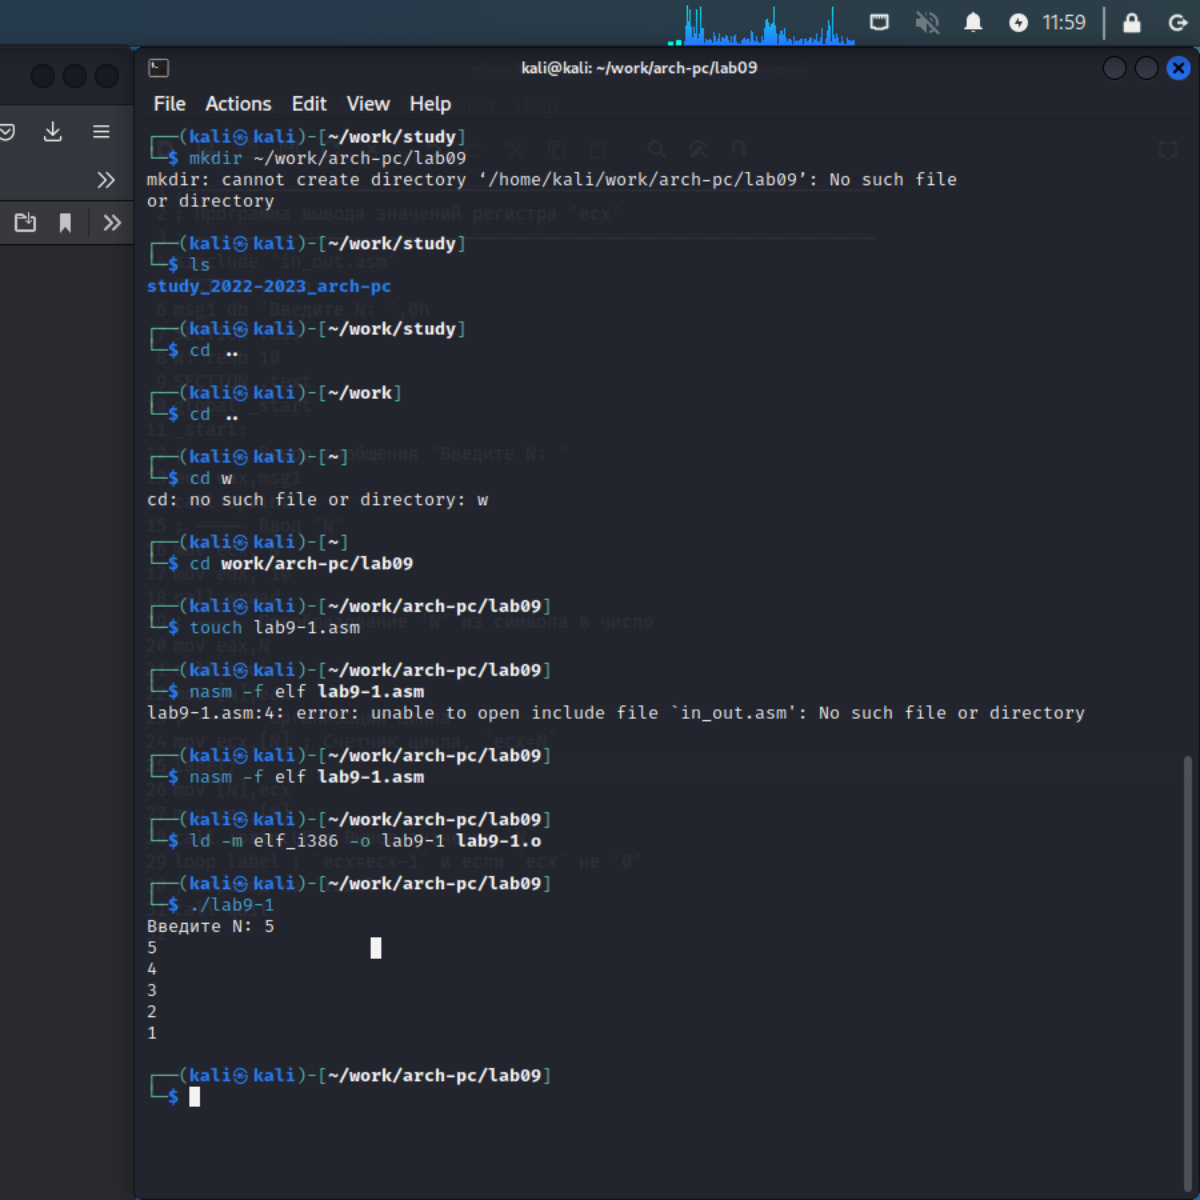 11:59
kali@kali: ~/work/arch-pc/lab09
File Actions Edit View Help
┌──(kali㉿kali)-[~/work/study]
└─$ mkdir ~/work/arch-pc/lab09
mkdir: cannot create directory ‘/home/kali/work/arch-pc/lab09’: No such file
or directory
┌──(kali㉿kali)-[~/work/study]
└─$ ls
study_2022-2023_arch-pc
┌──(kali㉿kali)-[~/work/study]
└─$ cd ..
┌──(kali㉿kali)-[~/work]
└─$ cd ..
┌──(kali㉿kali)-[~]
└─$ cd w
cd: no such file or directory: w
┌──(kali㉿kali)-[~]
└─$ cd work/arch-pc/lab09
┌──(kali㉿kali)-[~/work/arch-pc/lab09]
└─$ touch lab9-1.asm
┌──(kali㉿kali)-[~/work/arch-pc/lab09]
└─$ nasm -f elf lab9-1.asm
lab9-1.asm:4: error: unable to open include file `in_out.asm': No such file or directory
┌──(kali㉿kali)-[~/work/arch-pc/lab09]
└─$ nasm -f elf lab9-1.asm
┌──(kali㉿kali)-[~/work/arch-pc/lab09]
└─$ ld -m elf_i386 -o lab9-1 lab9-1.o
┌──(kali㉿kali)-[~/work/arch-pc/lab09]
└─$ ./lab9-1
Введите N: 5
5
4
3
2
1
┌──(kali㉿kali)-[~/work/arch-pc/lab09]
└─$